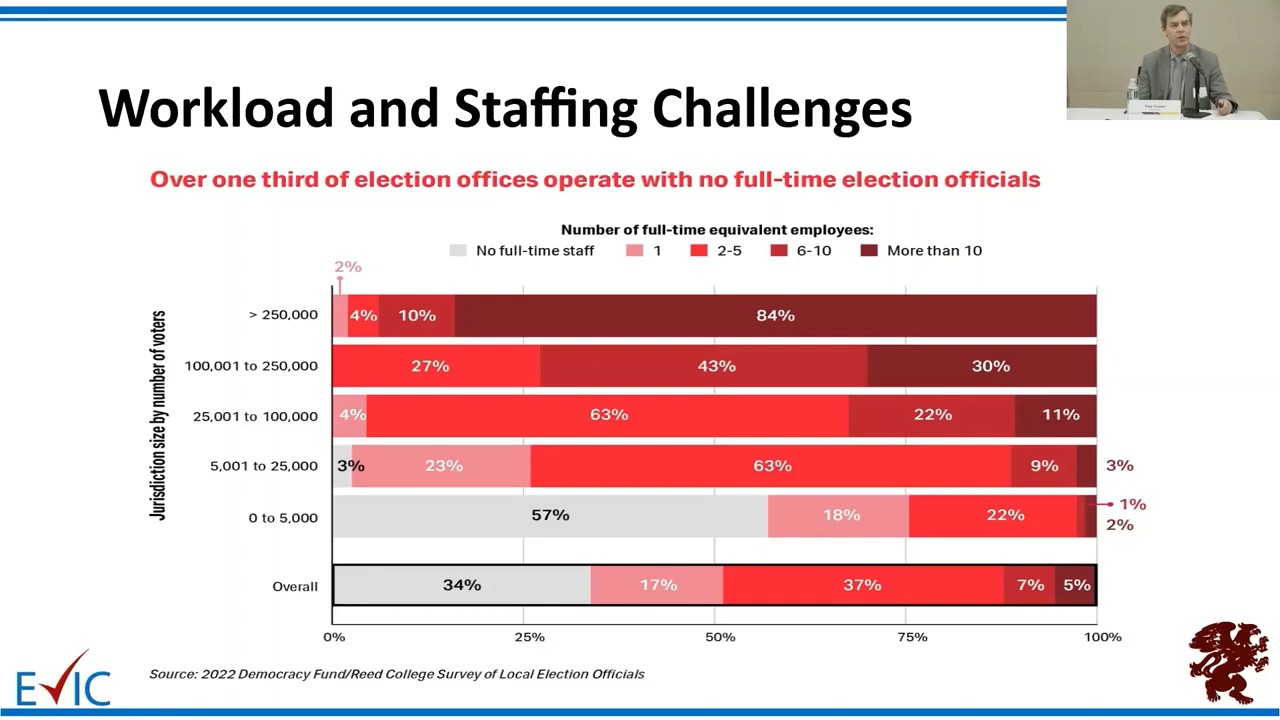 Workload and Staffing Challenges
Over one third of election offices operate with no full-time election officials
Number of full-time equivalent employees:
No full-time staff 1 2-5 6-10 More than 10
2%
Jurisdiction size by number of voters
> 250,000 4% 10% 84%
100,001 to 250,000 27% 43% 30%
25,001 to 100,000 4% 63% 22% 11%
5,001 to 25,000 3% 23% 63% 9% 3%
0 to 5,000 57% 18% 22% 1%
2%
Overall 34% 17% 37% 7% 5%
0% 25% 50% 75% 100%
Source: 2022 Democracy Fund/Reed College Survey of Local Election Officials
EVIC